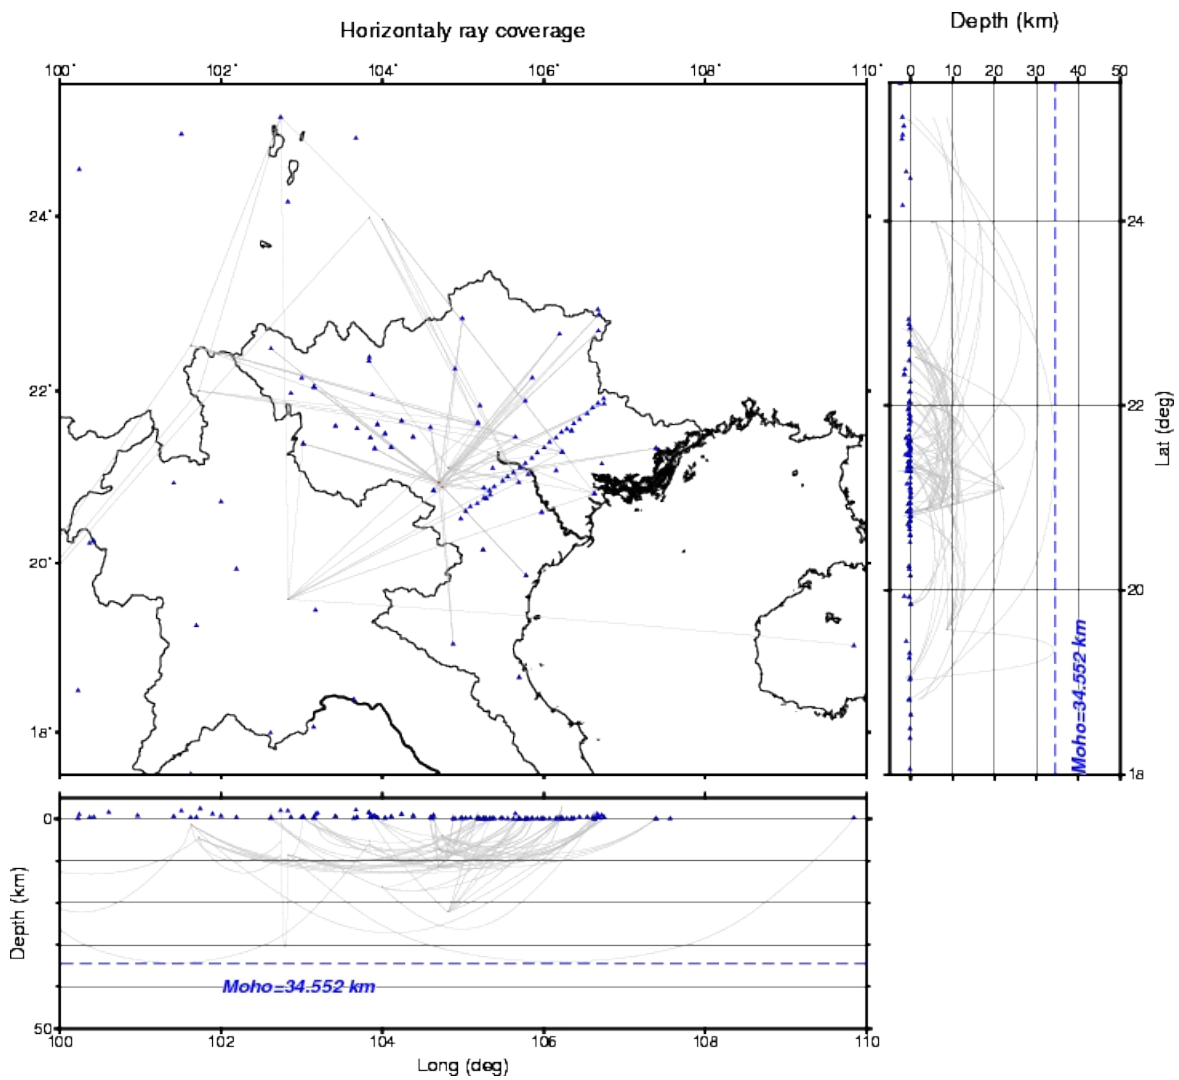 Horizontaly ray coverage
Depth (km)
100˚ 102˚ 104˚ 106˚ 108˚ 110˚
0 10 20 30 40 50
24˚
22˚
20˚
18˚
24
22
20
18
Lat (deg)
Moho=34.552 km
0
50
Depth (km)
Moho=34.552 km
100 102 104 106 108 110
Long (deg)